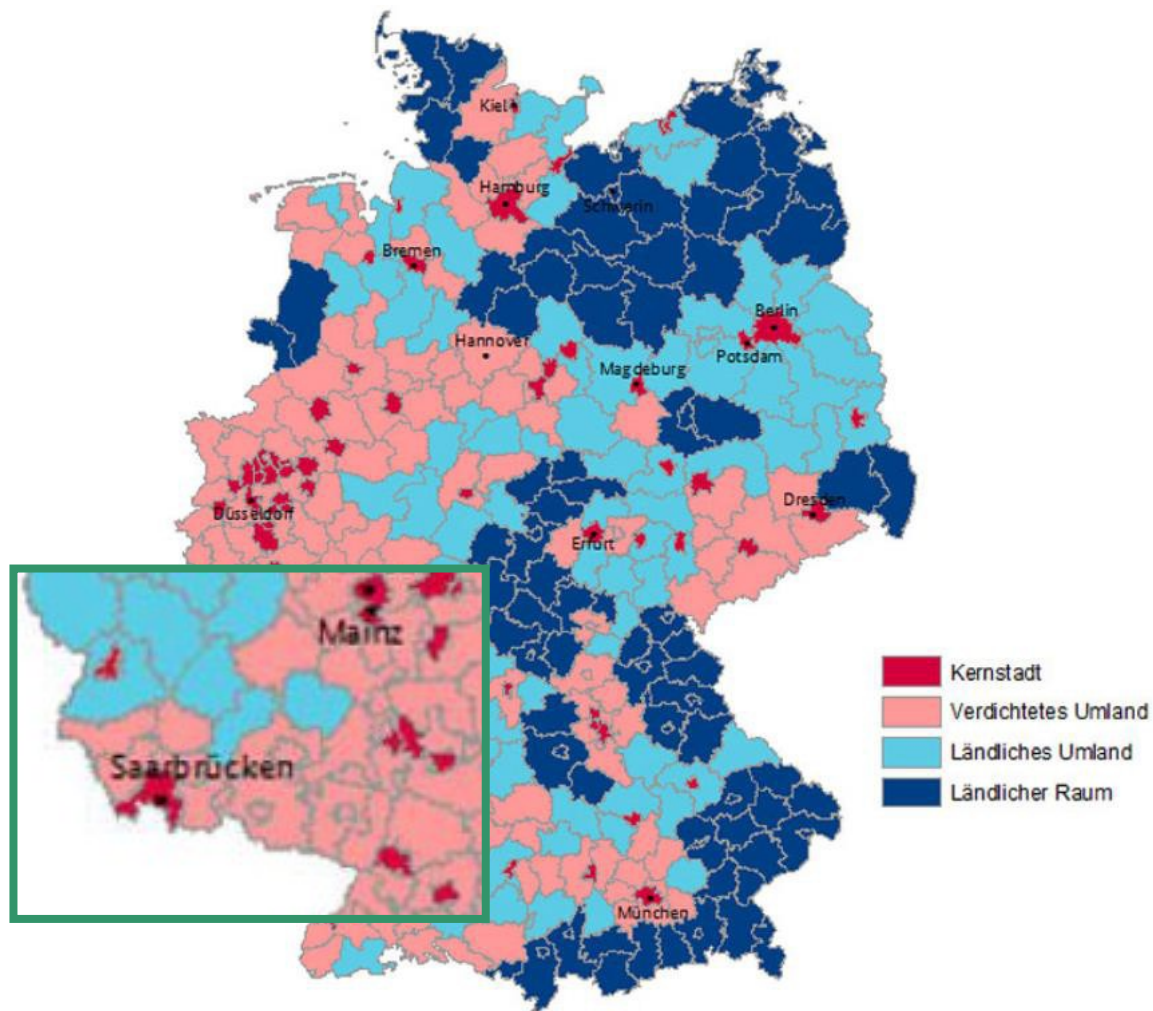 Kiel
Hamburg
Schwerin
Bremen
Berlin
Hannover
Potsdam
Magdeburg
Düsseldorf
Dresden
Erfurt
Mainz
Saarbrücken
München
Kernstadt
Verdichtetes Umland
Ländliches Umland
Ländlicher Raum